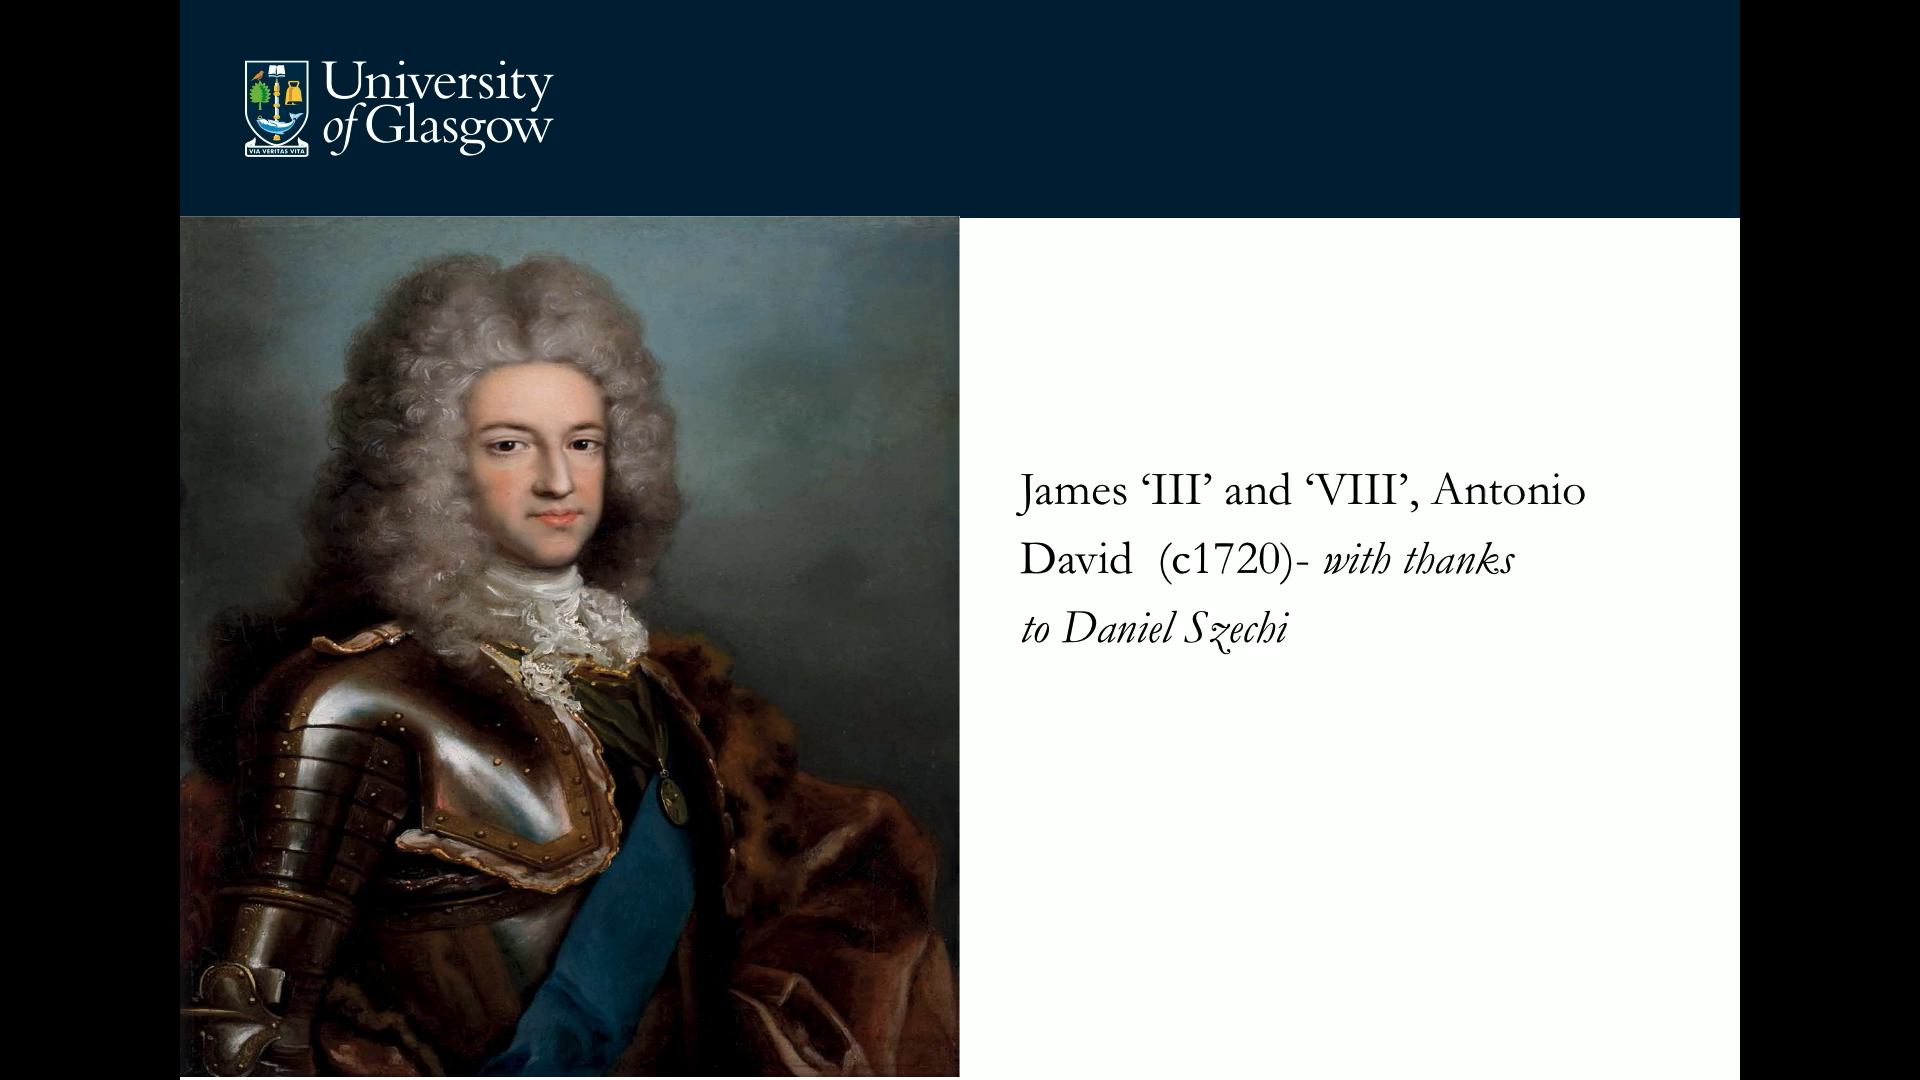 University
of Glasgow
VIA VERITAS VITA
James ‘III’ and ‘VIII’, Antonio
David (c1720)- with thanks
to Daniel Szechi